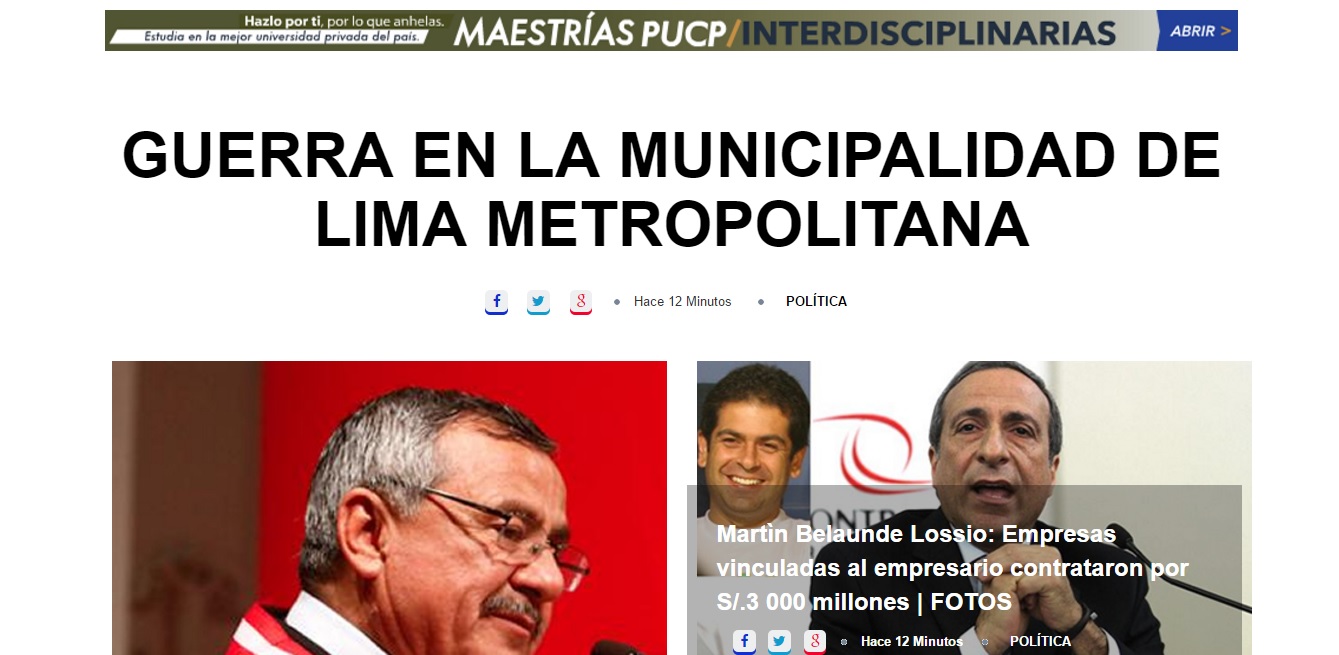 Hazlo por ti, por lo que anhelas.
Estudia en la mejor universidad privada del país.
MAESTRÍAS PUCP/INTERDISCIPLINARIAS
ABRIR >
GUERRA EN LA MUNICIPALIDAD DE
LIMA METROPOLITANA
Hace 12 Minutos
POLÍTICA
Martìn Belaunde Lossio: Empresas
vinculadas al empresario contrataron por
S/.3 000 millones | FOTOS
Hace 12 Minutos
POLÍTICA